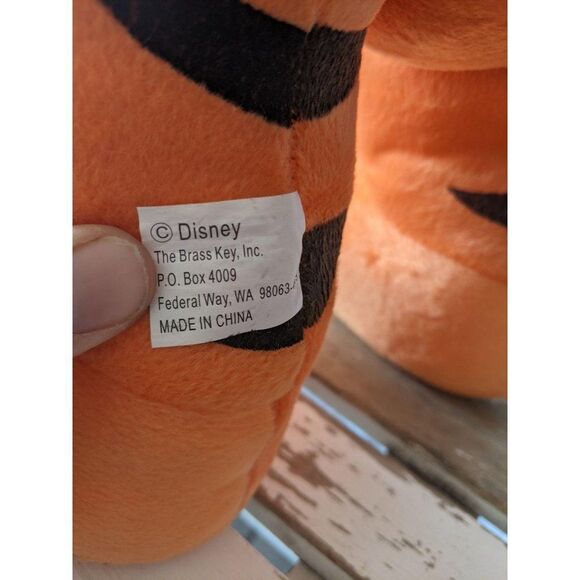 © Disney
The Brass Key, Inc.
P.O. Box 4009
Federal Way, WA 98063-
MADE IN CHINA